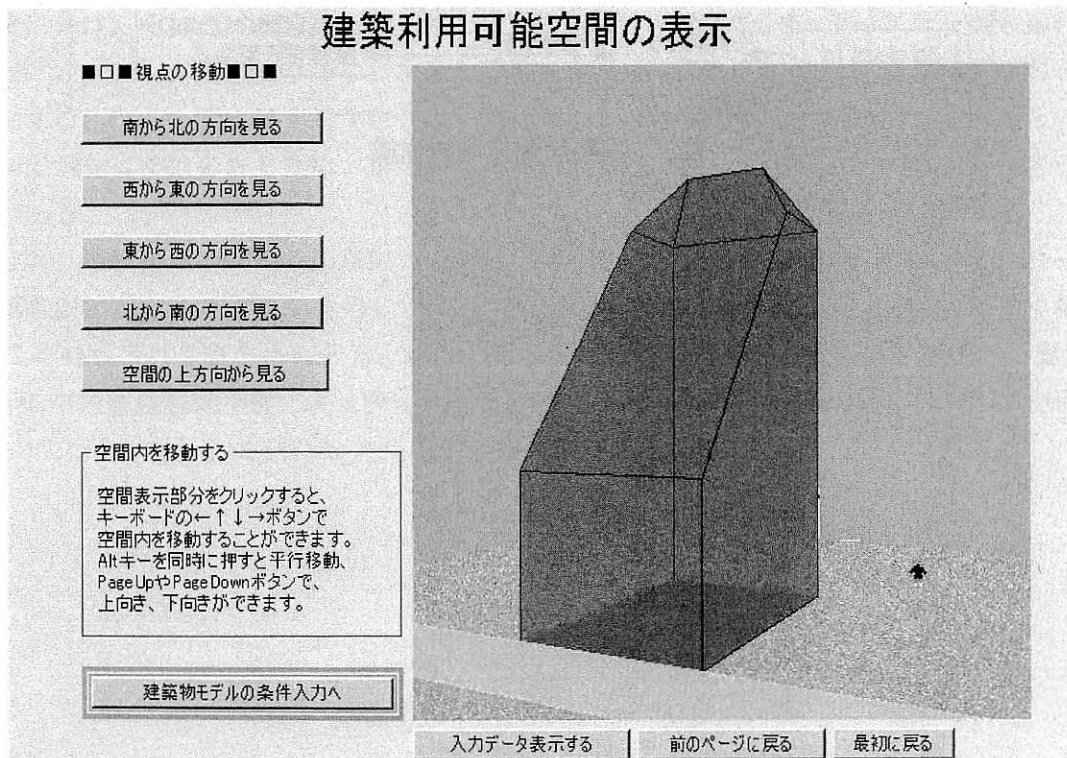 建築利用可能空間の表示
■□■視点の移動■□■
南から北の方向を見る
西から東の方向を見る
東から西の方向を見る
北から南の方向を見る
空間の上方向から見る
空間内を移動する
空間表示部分をクリックすると、
キーボードの←↑↓→ボタンで
空間内を移動することができます。
Altキーを同時に押すと平行移動、
PageUpやPageDownボタンで、
上向き、下向きができます。
建築物モデルの条件入力へ
入力データ表示する
前のページに戻る
最初に戻る